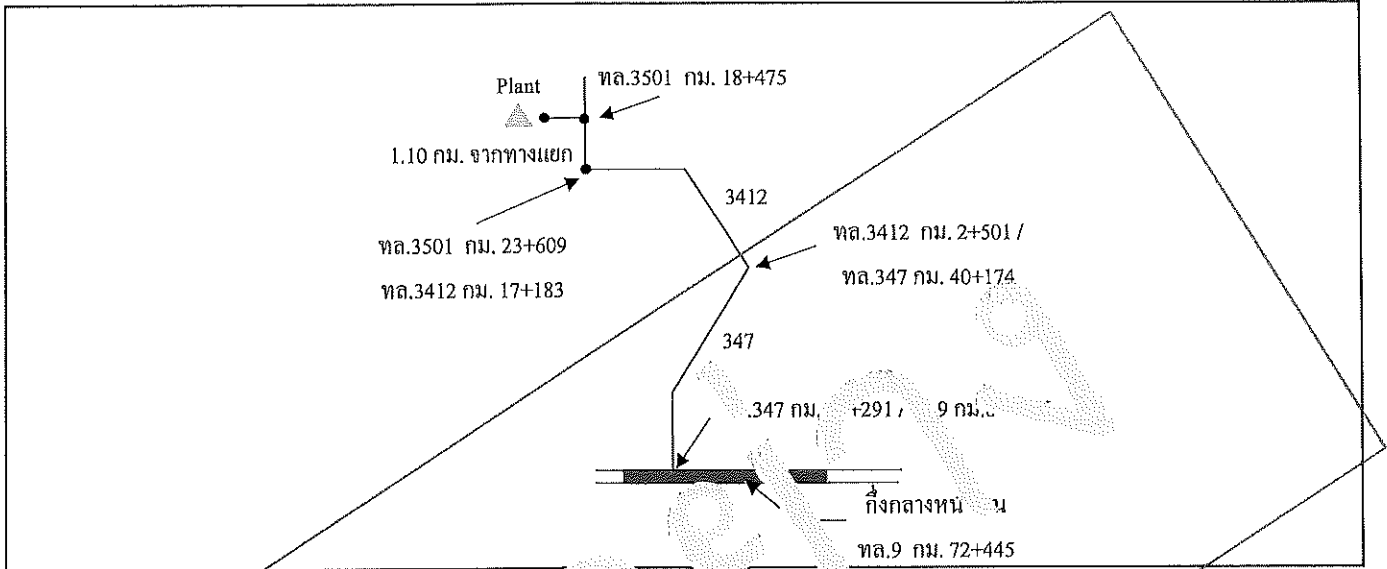 Plant
ทล.3501 กม. 18+475
1.10 กม. จากทางแยก
3412
ทล.3501 กม. 23+609
ทล.3412 กม. 17+183
ทล.3412 กม. 2+501 /
ทล.347 กม. 40+174
347
.347 กม. +291 / 9 กม.
กึ่งกลางหน
ทล.9 กม. 72+445